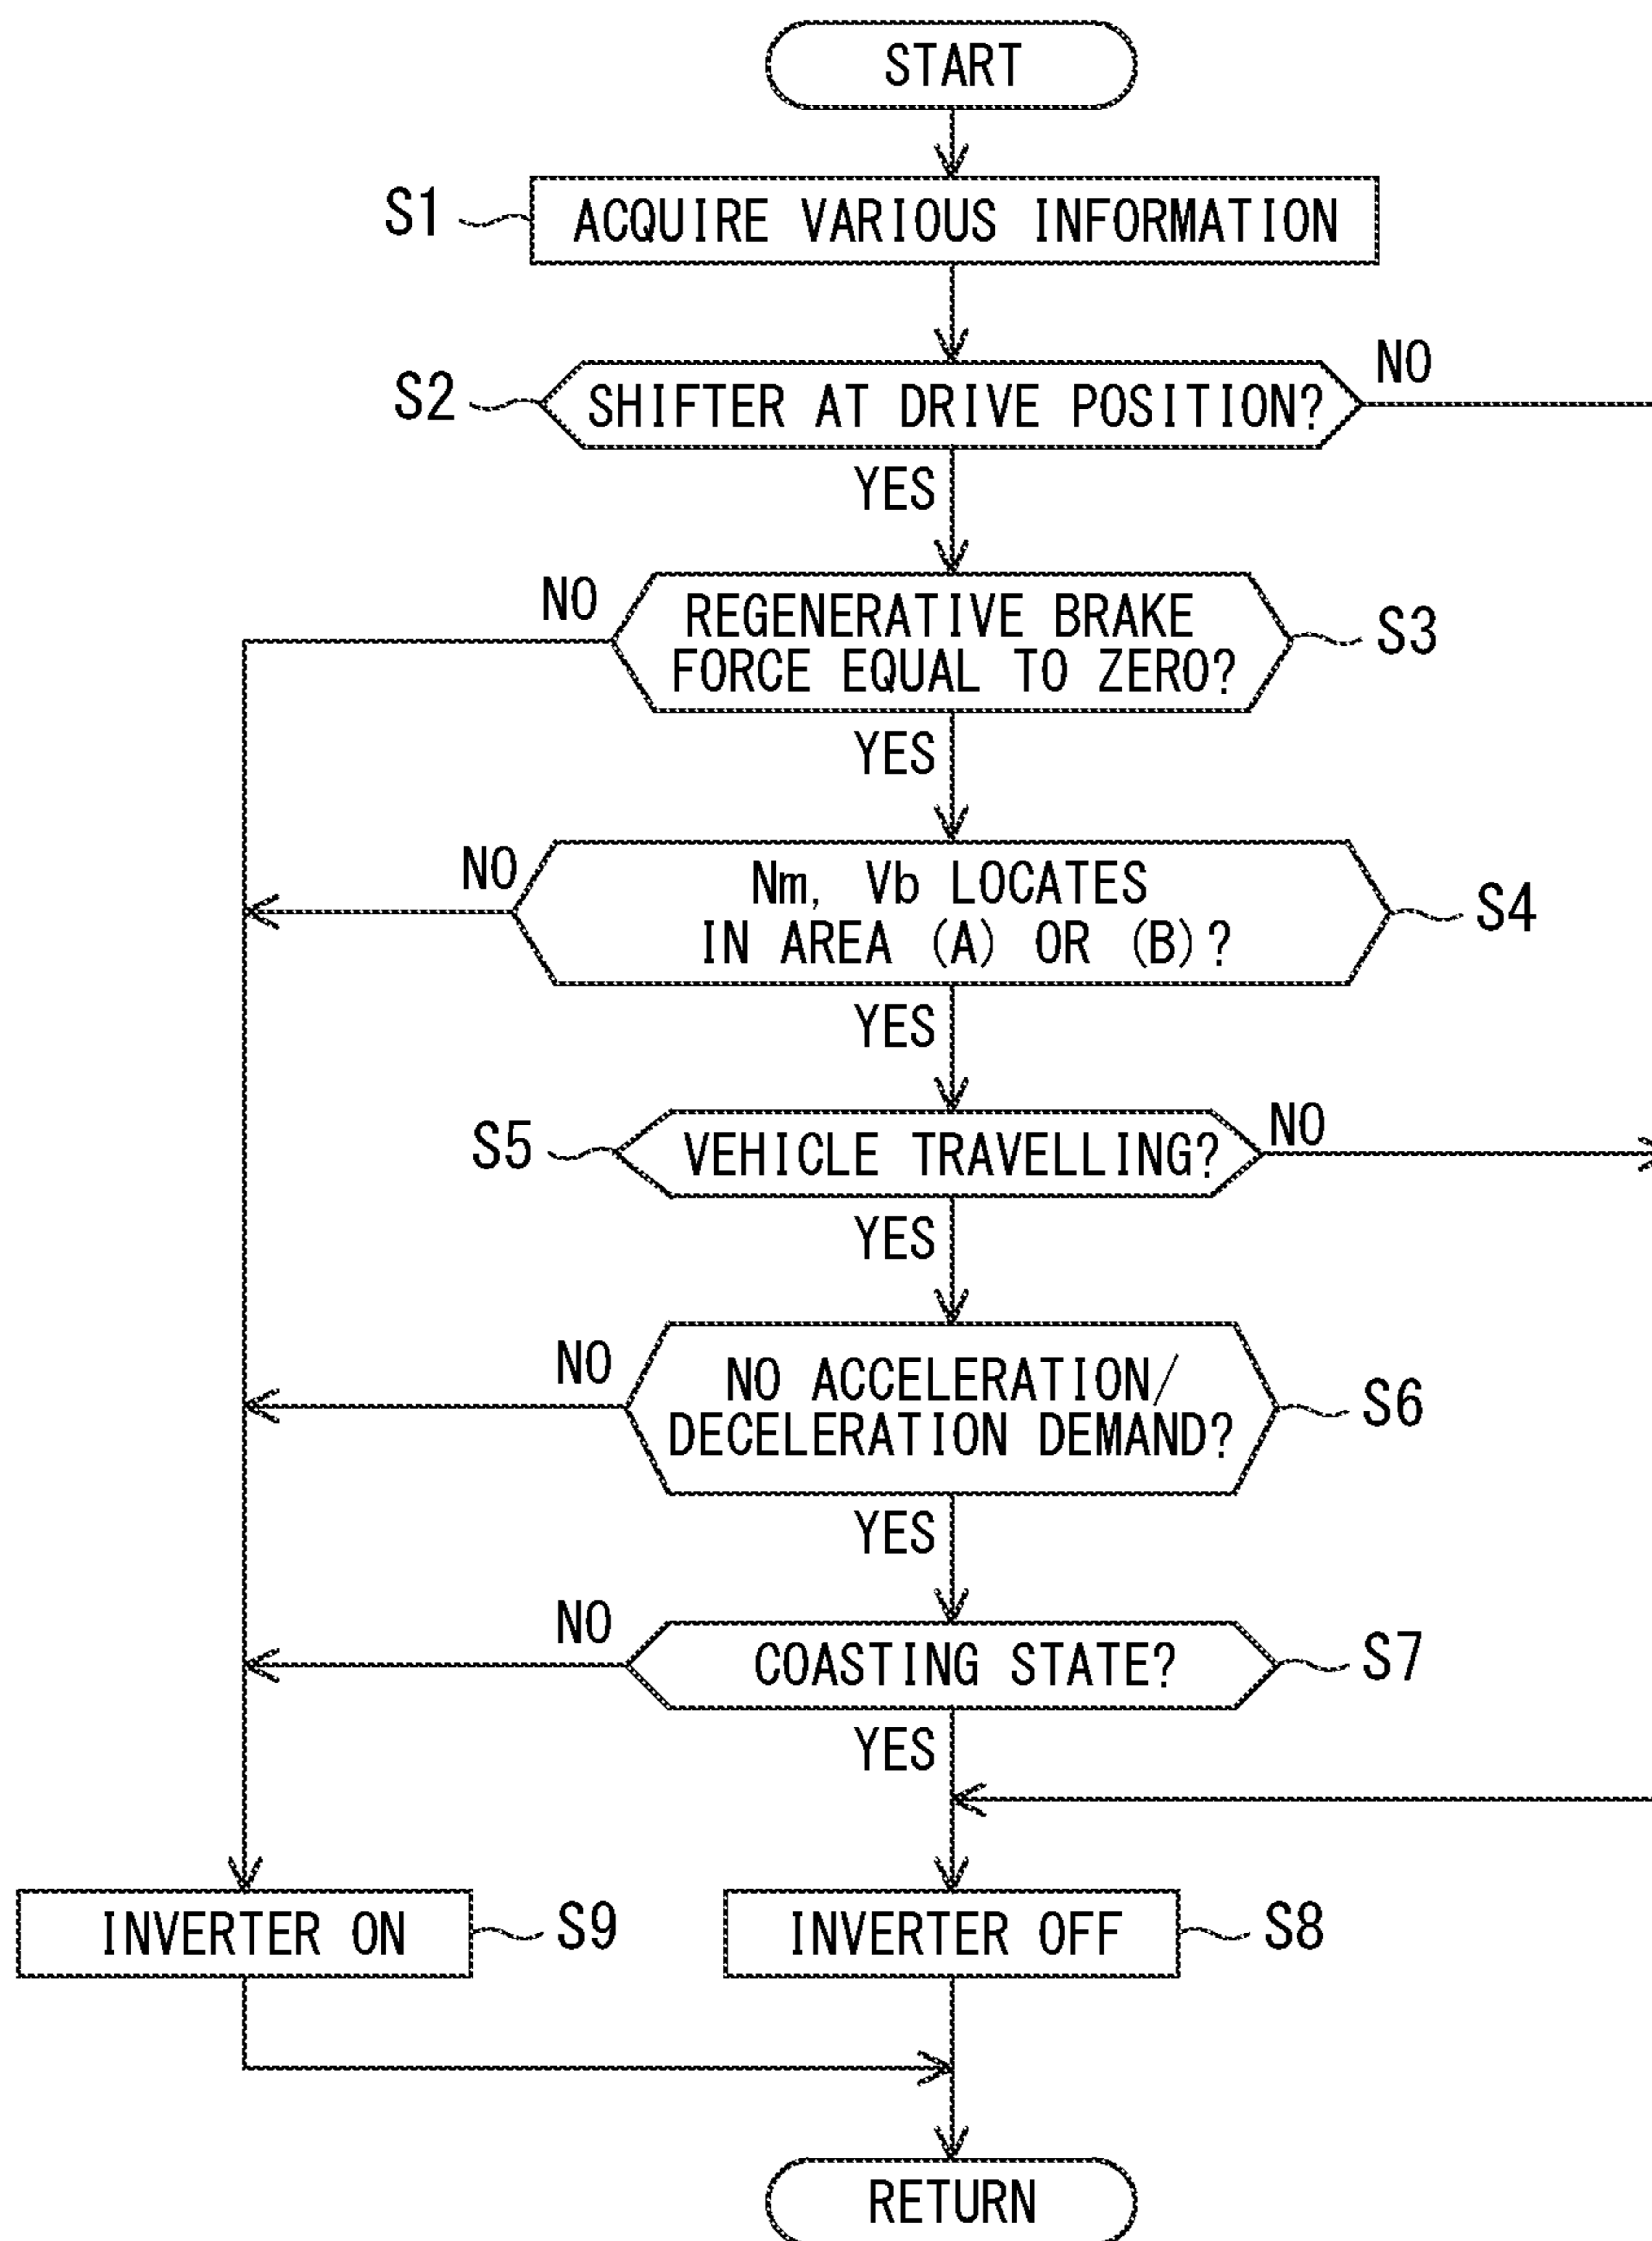 START
S1
ACQUIRE VARIOUS INFORMATION
S2
SHIFTER AT DRIVE POSITION?
NO
YES
NO
REGENERATIVE BRAKE
FORCE EQUAL TO ZERO?
S3
YES
NO
Nm, Vb LOCATES
IN AREA (A) OR (B)?
S4
YES
S5
VEHICLE TRAVELLING?
NO
YES
NO
NO ACCELERATION/
DECELERATION DEMAND?
S6
YES
NO
COASTING STATE?
S7
YES
INVERTER ON
S9
INVERTER OFF
S8
RETURN